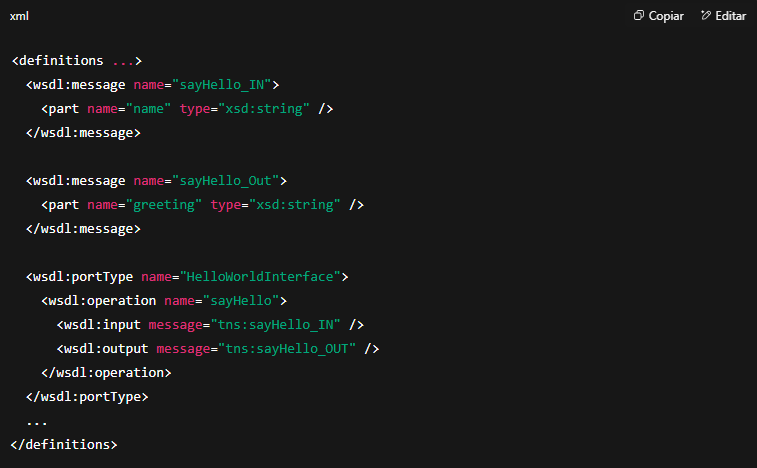 xml
Copiar
Editar
<definitions ...>
<wsdl:message name="sayHello_IN">
<part name="name" type="xsd:string" />
</wsdl:message>
<wsdl:message name="sayHello_Out">
<part name="greeting" type="xsd:string" />
</wsdl:message>
<wsdl:portType name="HelloWorldInterface">
<wsdl:operation name="sayHello">
<wsdl:input message="tns:sayHello_IN" />
<wsdl:output message="tns:sayHello_OUT" />
</wsdl:operation>
</wsdl:portType>
...
</definitions>